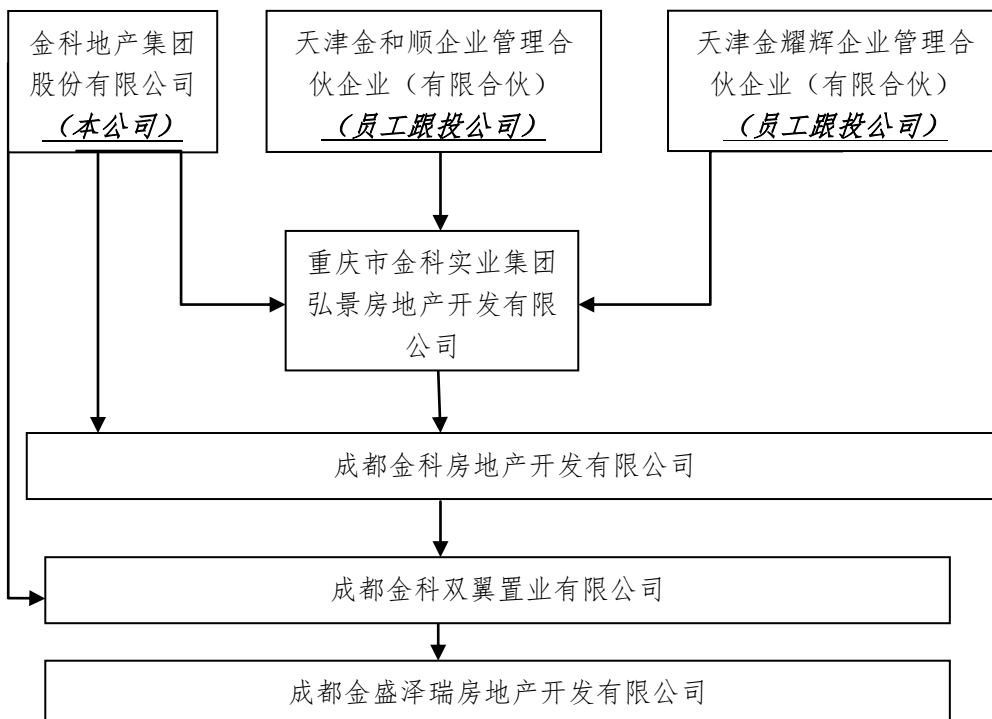 金科地产集团
股份有限公司
（本公司）
天津金和顺企业管理合
伙企业（有限合伙）
（员工跟投公司）
天津金耀辉企业管理合
伙企业（有限合伙）
（员工跟投公司）
重庆市金科实业集团
弘景房地产开发有限
公司
成都金科房地产开发有限公司
成都金科双翼置业有限公司
成都金盛泽瑞房地产开发有限公司